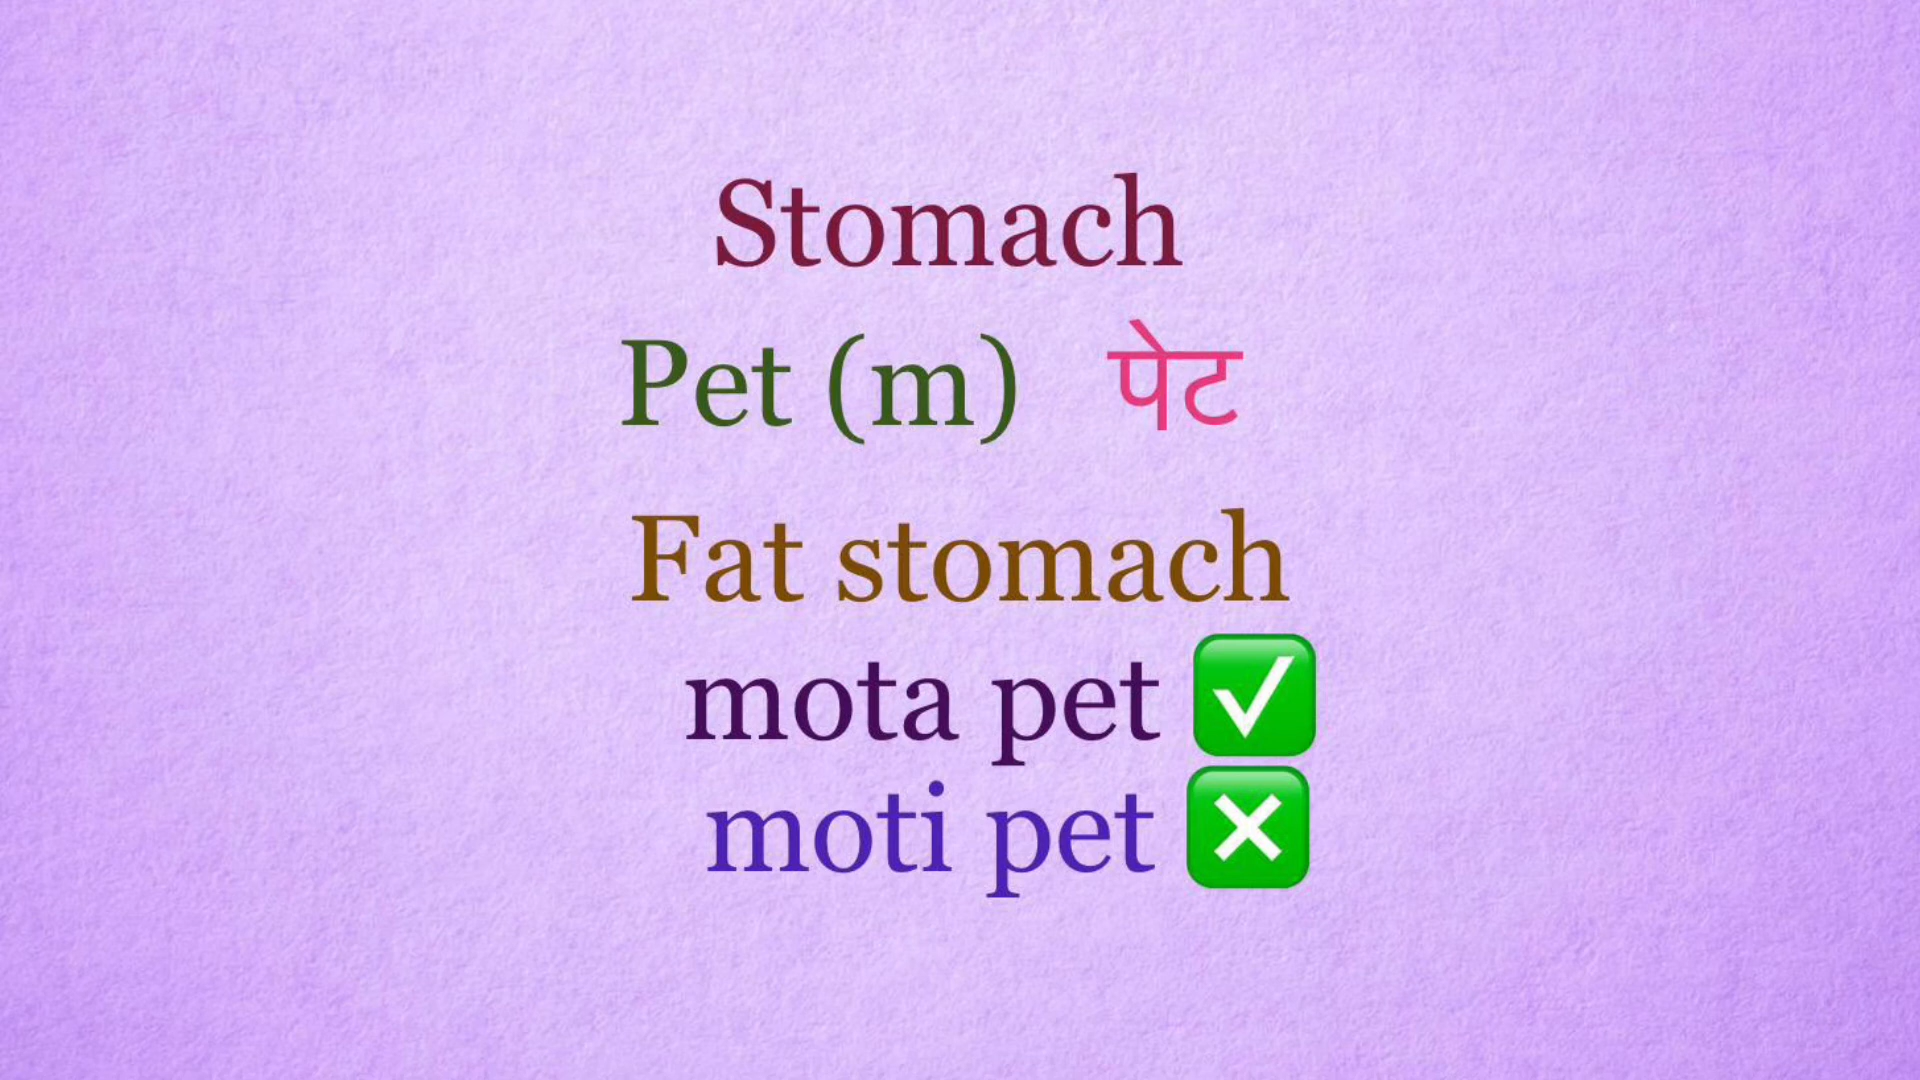 Stomach
Pet (m) पेट
Fat stomach
mota pet ✅
moti pet ❎